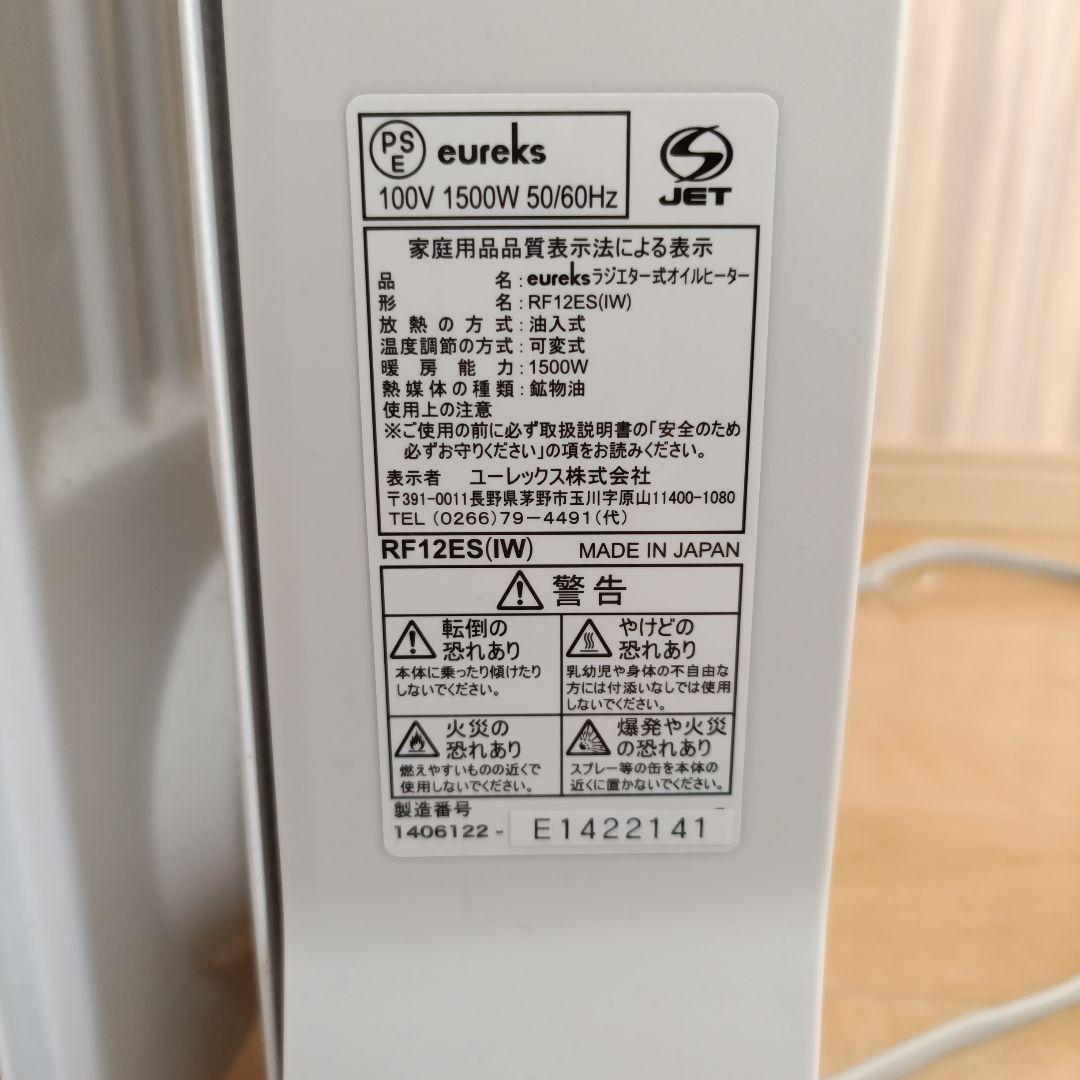 PSE eureks
100V 1500W 50/60Hz
JET
家庭用品品質表示法による表示
品名:eureksラジエター式オイルヒーター
形名:RF12ES(IW)
放熱の方式:油入式
温度調節の方式:可変式
暖房能力:1500W
熱媒体の種類:鉱物油
使用上の注意
※ご使用の前に必ず取扱説明書の「安全のため
必ずお守りください」の項をお読みください。
表示者 ユーレックス株式会社
〒391-0011長野県茅野市玉川字原山11400-1080
TEL(0266)79-4491(代)
RF12ES(IW) MADE IN JAPAN
警告
転倒の
恐れあり
本体に乗ったり傾けたり
しないでください。
やけどの
恐れあり
乳幼児や身体の不自由な
方には付添いなしでは使用
しないでください。
火災の
恐れあり
燃えやすいものの近くで
使用しないでください。
爆発や火災
の恐れあり
スプレー等の缶を本体の
近くに置かないでください。
製造番号
1406122- E1422141